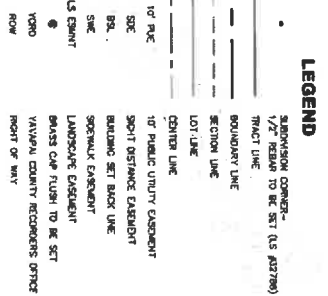 LEGEND
SUBDIVISION CORNER-
1/2" REBAR TO BE SET (LS #32786)
TRACT LINE
BOUNDARY LINE
SECTION LINE
LOT LINE
CENTER LINE
10' PUE 10' PUBLIC UTILITY EASEMENT
SDE SIGHT DISTANCE EASEMENT
BSL BUILDING SET BACK LINE
SWE SIDEWALK EASEMENT
LS ESMNT LANDSCAPE EASEMENT
BRASS CAP FLUSH TO BE SET
YCRO YAVAPAI COUNTY RECORDERS OFFICE
ROW RIGHT OF WAY